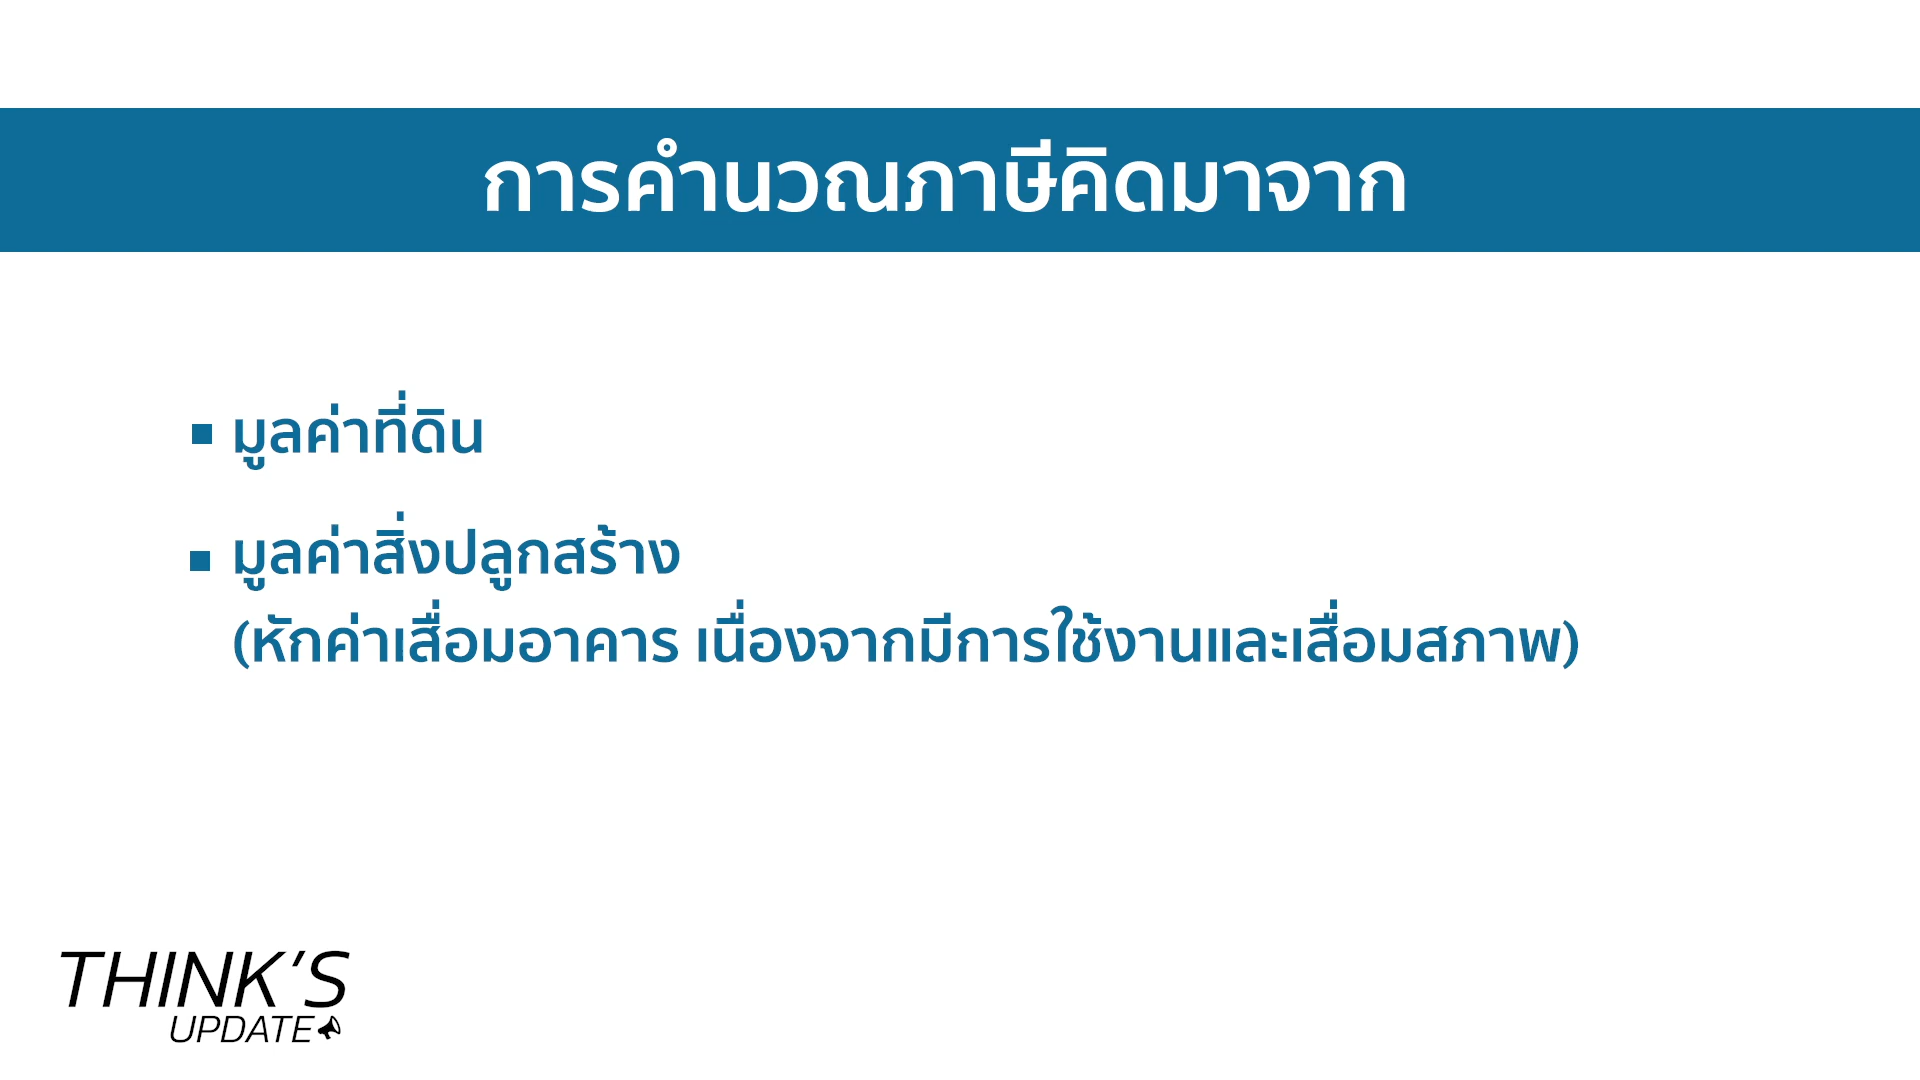 การคำนวณภาษีคิดมาจาก
▪ มูลค่าที่ดิน
▪ มูลค่าสิ่งปลูกสร้าง
(หักค่าเสื่อมอาคาร เนื่องจากมีการใช้งานและเสื่อมสภาพ)
THINK’S
UPDATE